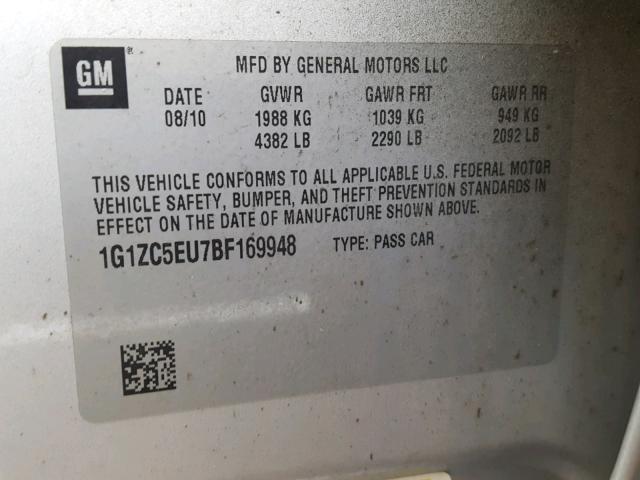 GM
MFD BY GENERAL MOTORS LLC
DATE GVWR GAWR FRT GAWR RR
08/10 1988 KG 1039 KG 949 KG
4382 LB 2290 LB 2092 LB
THIS VEHICLE CONFORMS TO ALL APPLICABLE U.S. FEDERAL MOTOR
VEHICLE SAFETY, BUMPER, AND THEFT PREVENTION STANDARDS IN
EFFECT ON THE DATE OF MANUFACTURE SHOWN ABOVE.
1G1ZC5EU7BF169948 TYPE: PASS CAR